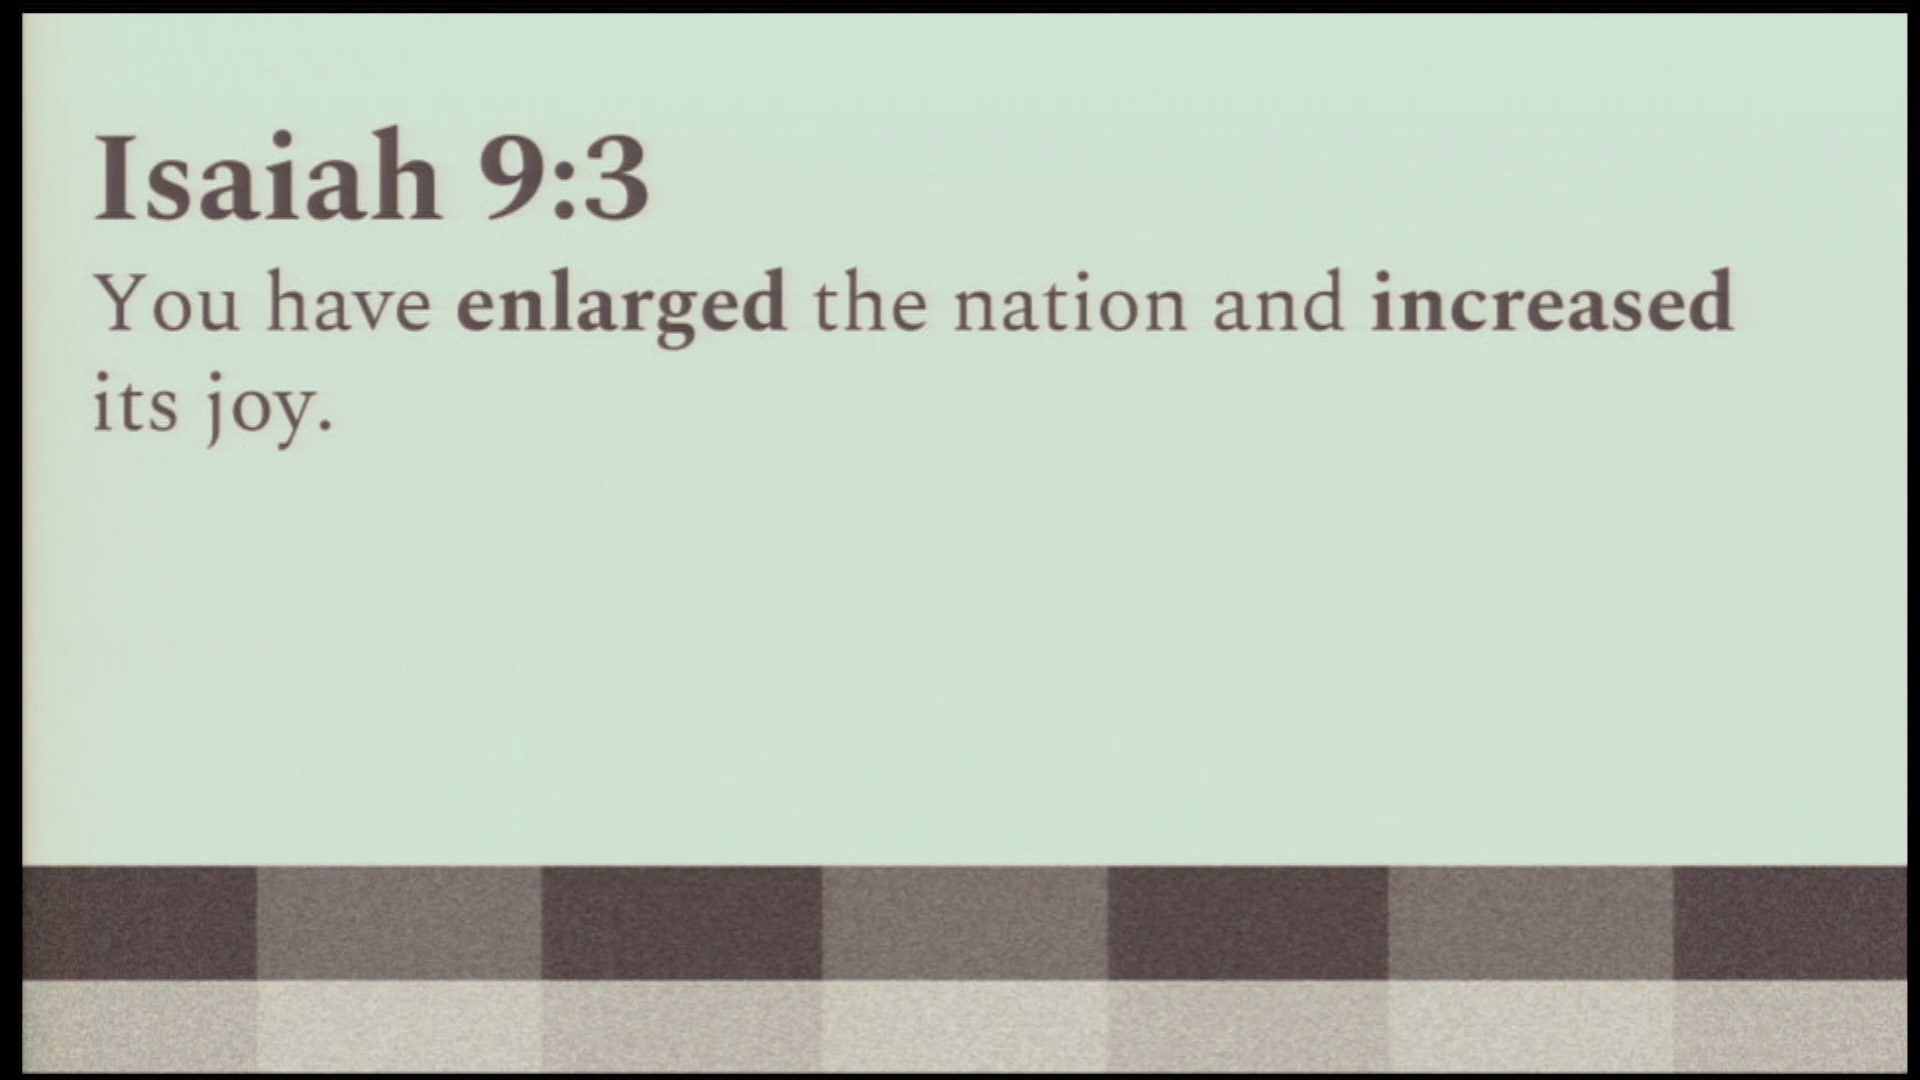 Isaiah 9:3
You have enlarged the nation and increased
its joy.